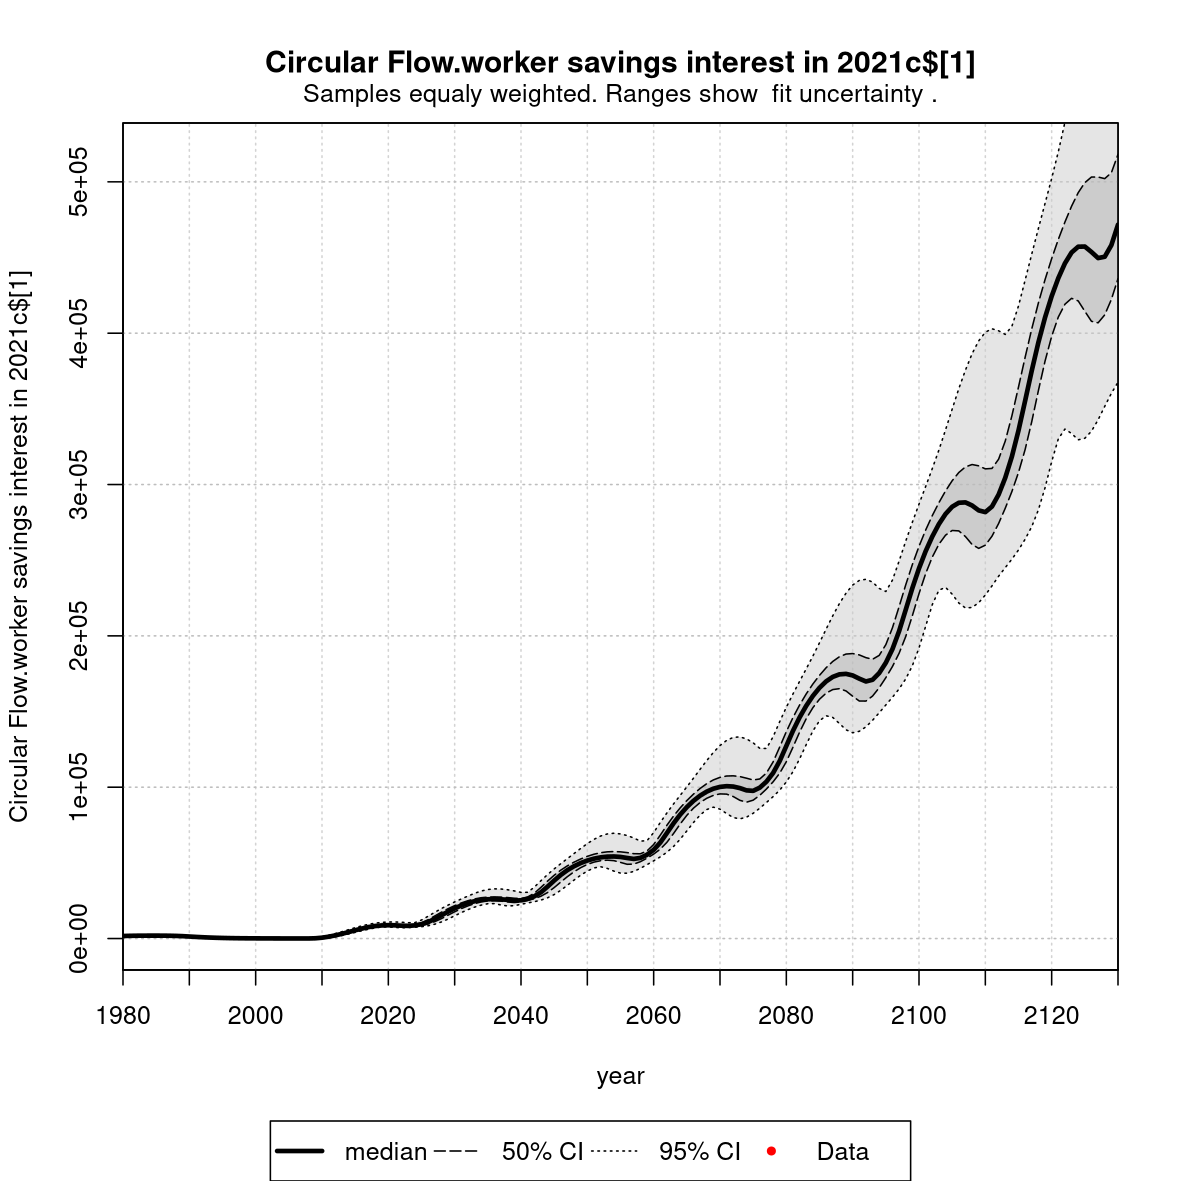 Circular Flow.worker savings interest in 2021c$[1]
Samples equaly weighted. Ranges show  fit uncertainty .
Circular Flow.worker savings interest in 2021c$[1]
5e+05
4e+05
3e+05
2e+05
1e+05
0e+00
1980 2000 2020 2040 2060 2080 2100 2120
year
median 50% CI 95% CI Data